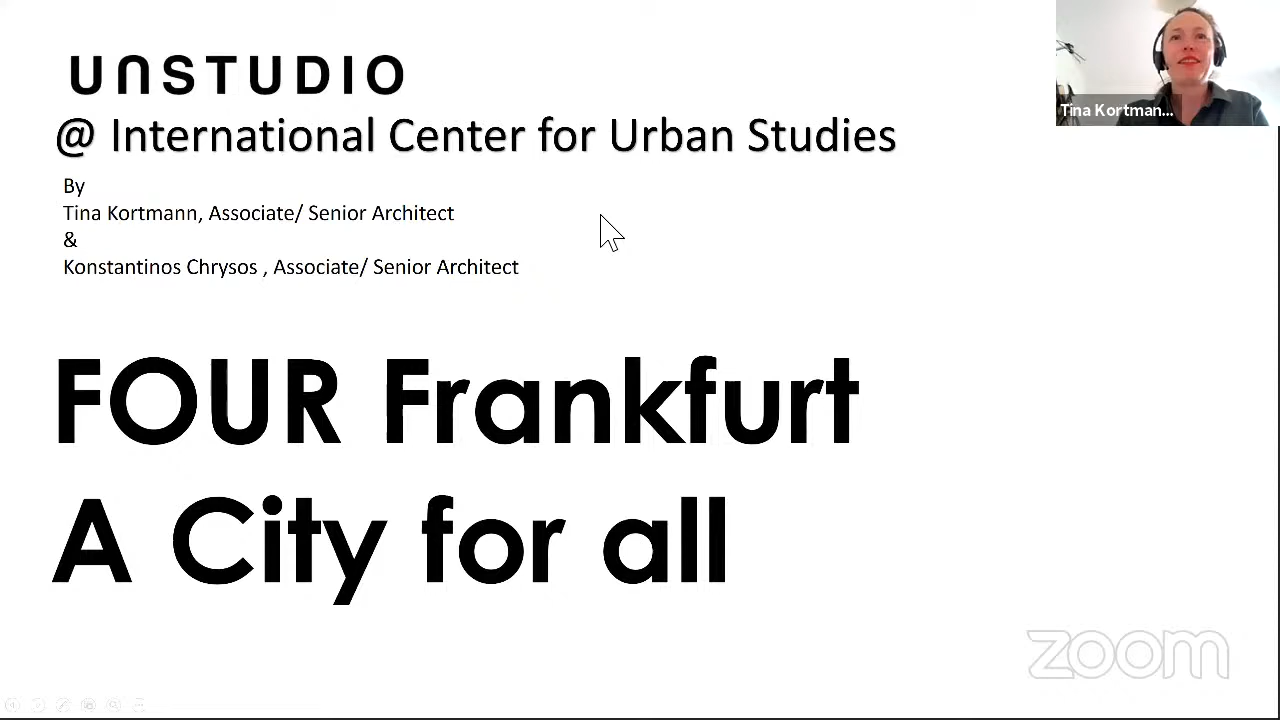 UNSTUDIO
@ International Center for Urban Studies
By
Tina Kortmann, Associate/ Senior Architect
&
Konstantinos Chrysos , Associate/ Senior Architect
FOUR Frankfurt
A City for all
Tina Kortman...
zoom